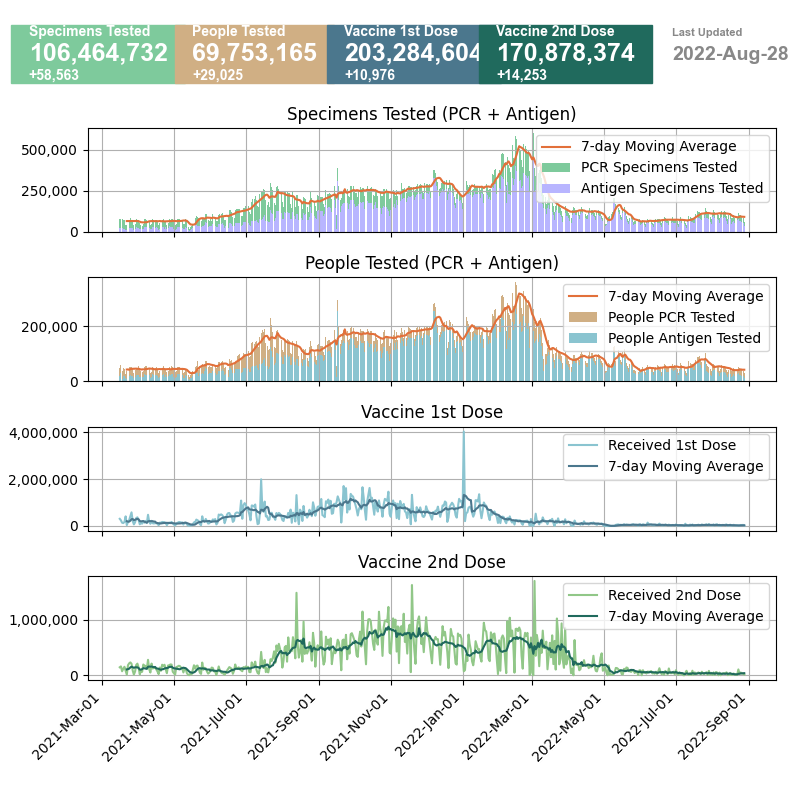 Specimens Tested
106,464,732
+58,563
People Tested
69,753,165
+29,025
Vaccine 1st Dose
203,284,604
+10,976
Vaccine 2nd Dose
170,878,374
+14,253
Last Updated
2022-Aug-28
Specimens Tested (PCR + Antigen)
500,000
250,000
0
7-day Moving Average
PCR Specimens Tested
Antigen Specimens Tested
People Tested (PCR + Antigen)
200,000
0
7-day Moving Average
People PCR Tested
People Antigen Tested
Vaccine 1st Dose
4,000,000
2,000,000
0
Received 1st Dose
7-day Moving Average
Vaccine 2nd Dose
1,000,000
0
Received 2nd Dose
7-day Moving Average
2021-Mar-01
2021-May-01
2021-Jul-01
2021-Sep-01
2021-Nov-01
2022-Jan-01
2022-Mar-01
2022-May-01
2022-Jul-01
2022-Sep-01